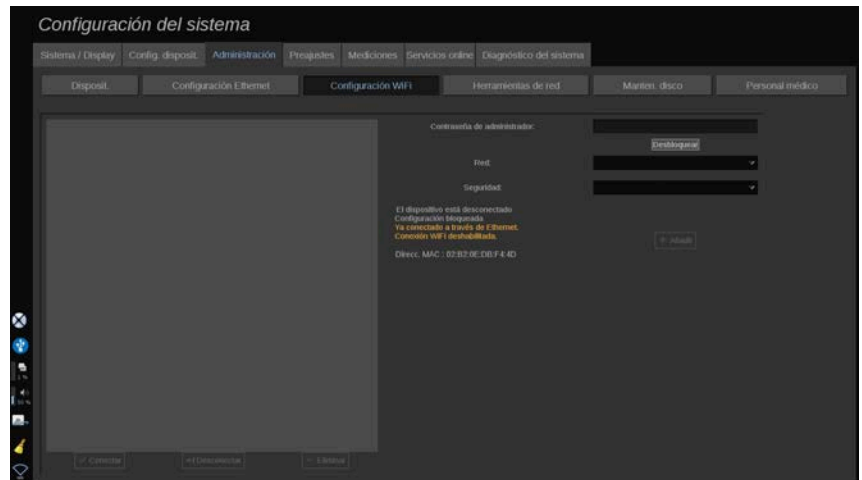 Configuración del sistema
Sistema / Display Config. disposit. Administración Preajustes Mediciones Servicios online Diagnóstico del sistema
Disposit. Configuración Ethernet Configuración WiFi Herramientas de red Manten. disco Personal médico
Contraseña de administrador:
Desbloquear
Red:
Seguridad:
El dispositivo está desconectado
Configuración bloqueada.
Ya conectado a través de Ethernet.
Conexión WiFi deshabilitada.
Añadir
Direcc. MAC : 02:B2:0E:DB:F4:4D
Conectar Desconectar Eliminar